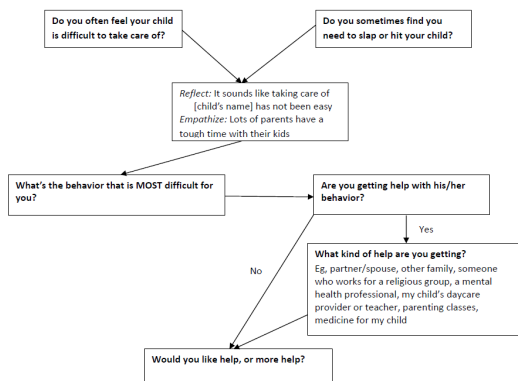 Do you often feel your child
is difficult to take care of?
Do you sometimes find you
need to slap or hit your child?
Reflect: It sounds like taking care of
[child's name] has not been easy
Empathize: Lots of parents have a
tough time with their kids
What's the behavior that is MOST difficult for
you?
Are you getting help with his/her
behavior?
Yes
No
What kind of help are you getting?
Eg, partner/spouse, other family, someone
who works for a religious group, a mental
health professional, my child's daycare
provider or teacher, parenting classes,
medicine for my child
Would you like help, or more help?